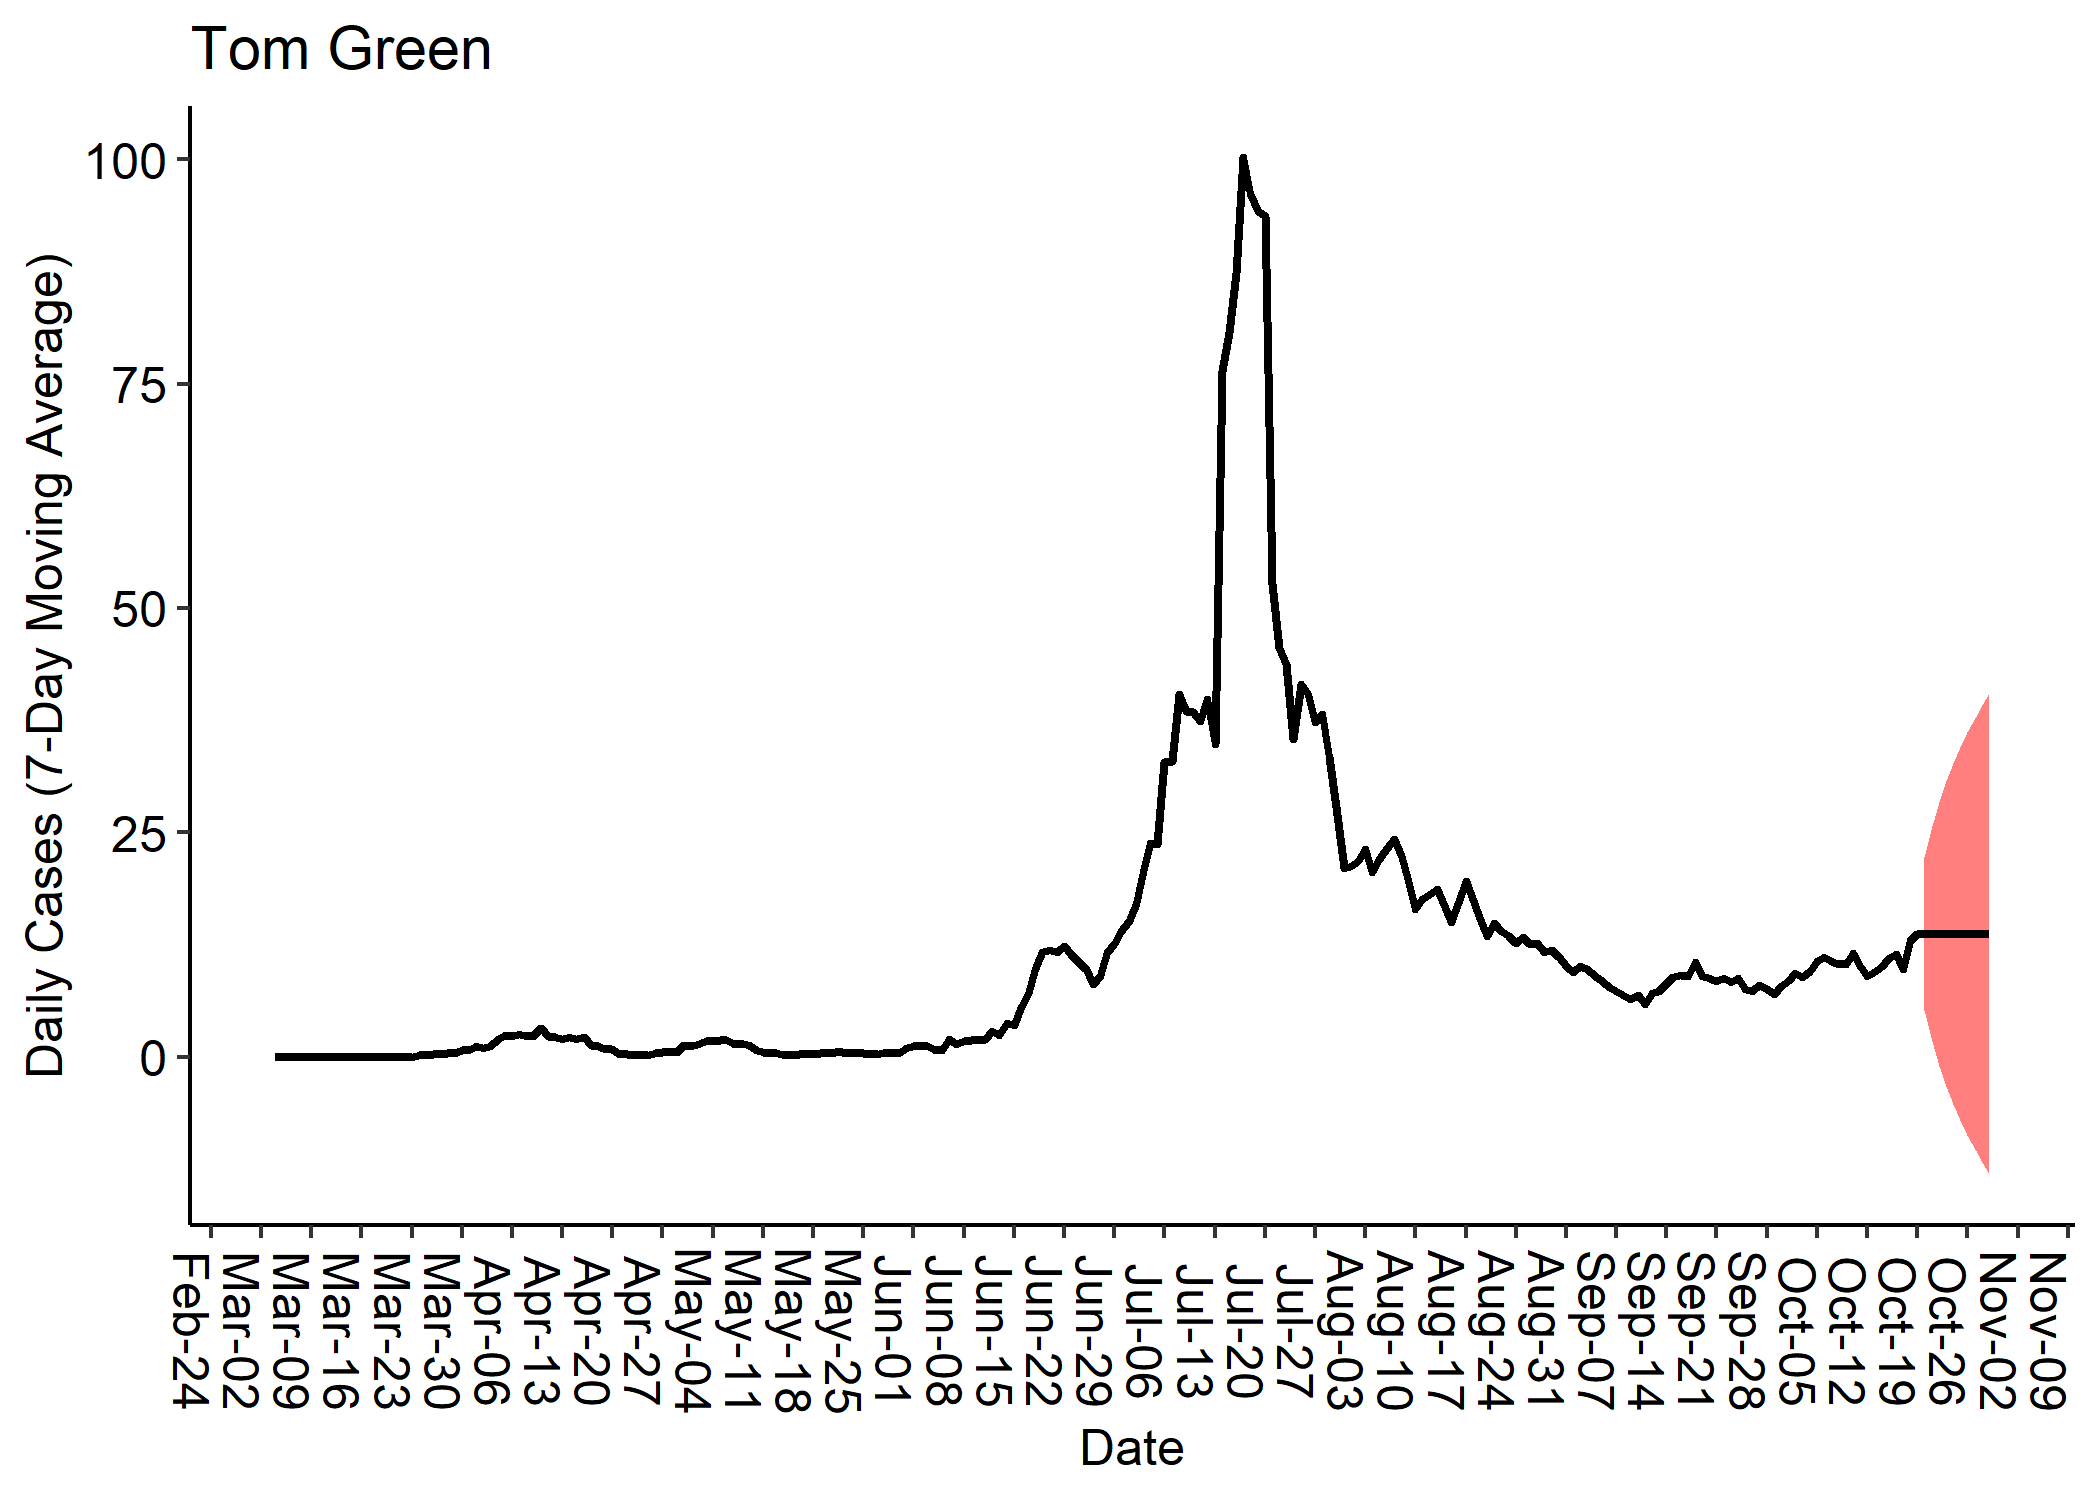 Tom Green
Daily Cases (7-Day Moving Average)
100
75
50
25
0
Feb-24
Mar-02
Mar-09
Mar-16
Mar-23
Mar-30
Apr-06
Apr-13
Apr-20
Apr-27
May-04
May-11
May-18
May-25
Jun-01
Jun-08
Jun-15
Jun-22
Jun-29
Jul-06
Jul-13
Jul-20
Jul-27
Aug-03
Aug-10
Aug-17
Aug-24
Aug-31
Sep-07
Sep-14
Sep-21
Sep-28
Oct-05
Oct-12
Oct-19
Oct-26
Nov-02
Nov-09
Date